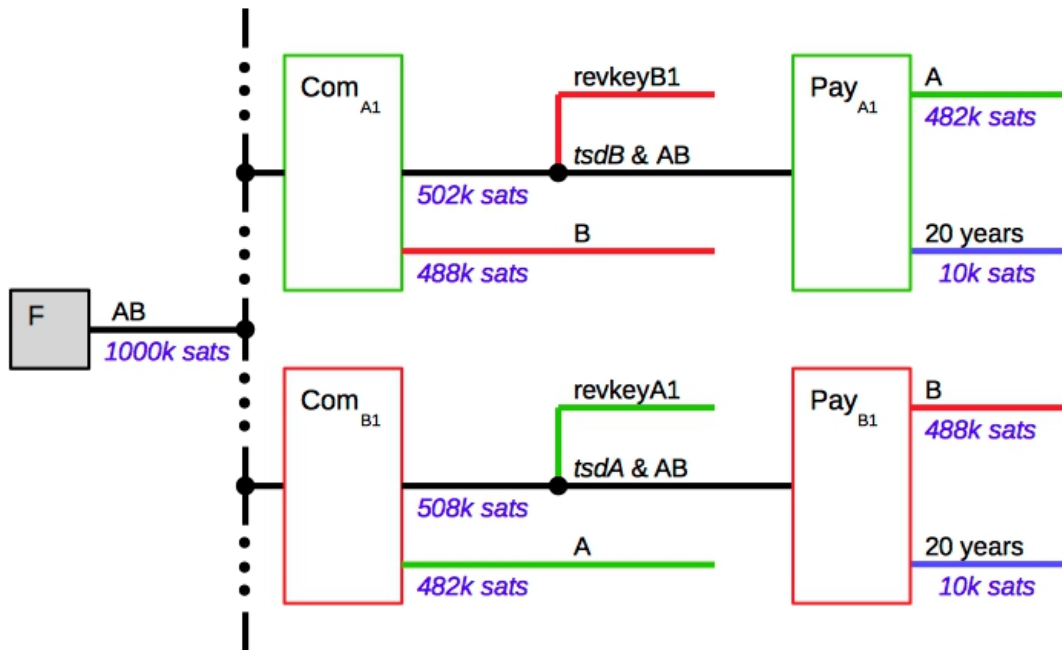 F
AB
1000k sats
Com A1
502k sats
revkeyB1
tsdB & AB
B
488k sats
Pay A1
A
482k sats
20 years
10k sats
Com B1
508k sats
revkeyA1
tsdA & AB
A
482k sats
Pay B1
B
488k sats
20 years
10k sats